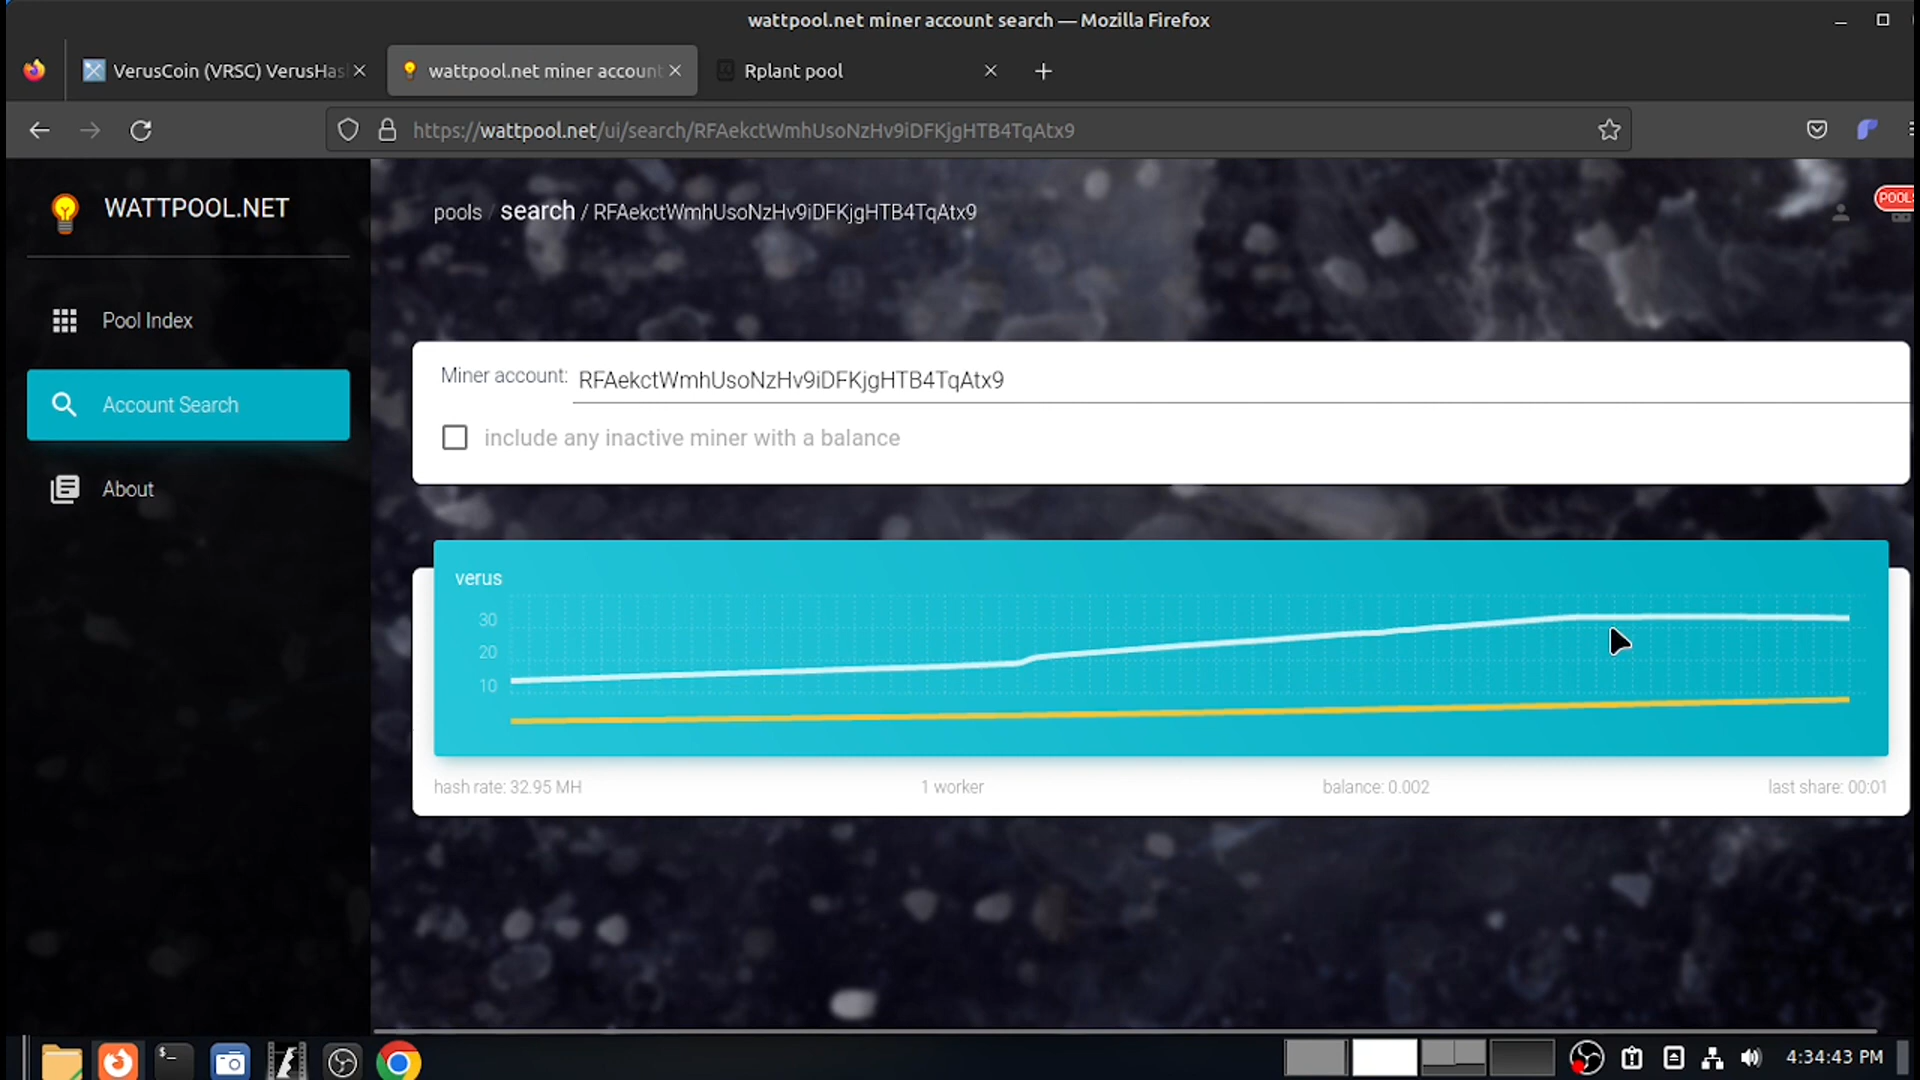 wattpool.net miner account search — Mozilla Firefox
VerusCoin (VRSC) VerusHas
wattpool.net miner account
Rplant pool
https://wattpool.net/ui/search/RFAekctWmhUsoNzHv9iDFKjgHTB4TqAtx9
WATTPOOL.NET
pools / search / RFAekctWmhUsoNzHv9iDFKjgHTB4TqAtx9
POOLS
Pool Index
Account Search
About
Miner account: RFAekctWmhUsoNzHv9iDFKjgHTB4TqAtx9
include any inactive miner with a balance
verus
30
20
10
hash rate: 32.95 MH 1 worker balance: 0.002 last share: 00:01
4:34:43 PM